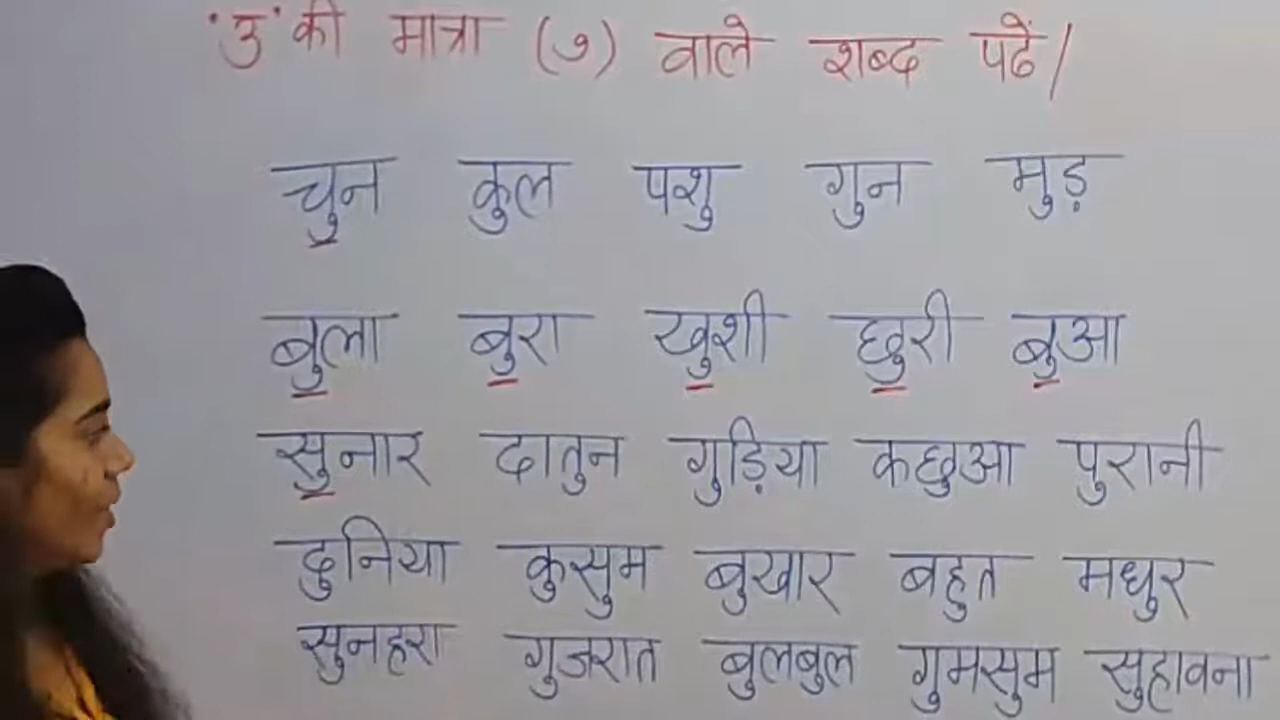 'उ' की मात्रा (ु) वाले शब्द पढें।
चुन कुल पशु गुन मुड़
बुला बुरा खुशी छुरी बुआ
सुनार दातुन गुड़िया कछुआ पुरानी
दुनिया कुसुम बुखार बहुत मधुर
सुनहरा गुजरात बुलबुल गुमसुम सुहावना